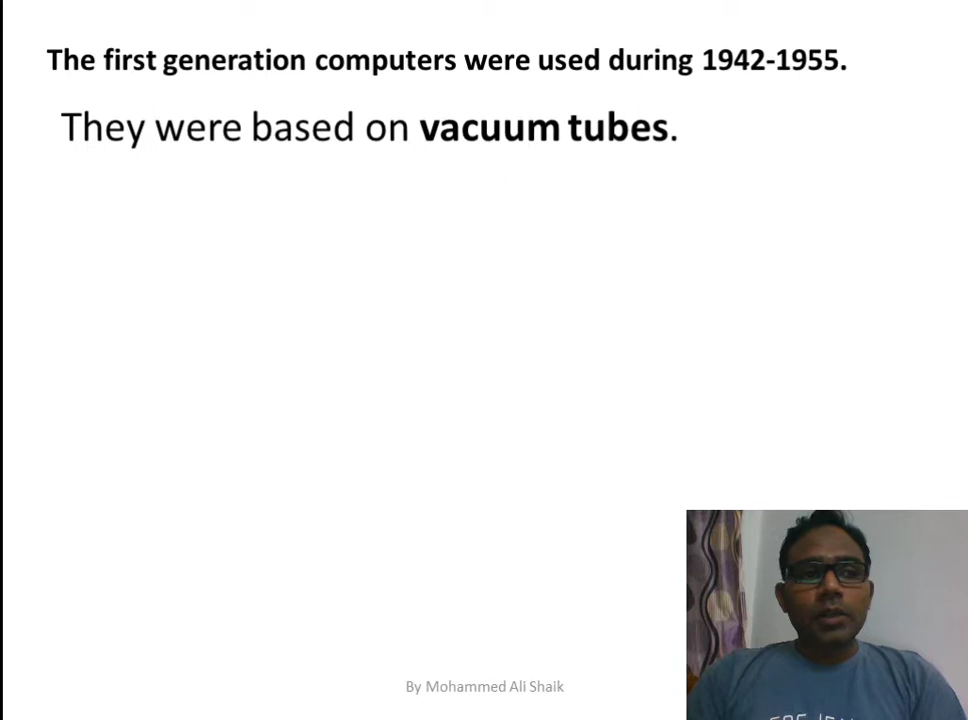 The first generation computers were used during 1942-1955.
They were based on vacuum tubes.
By Mohammed Ali Shaik